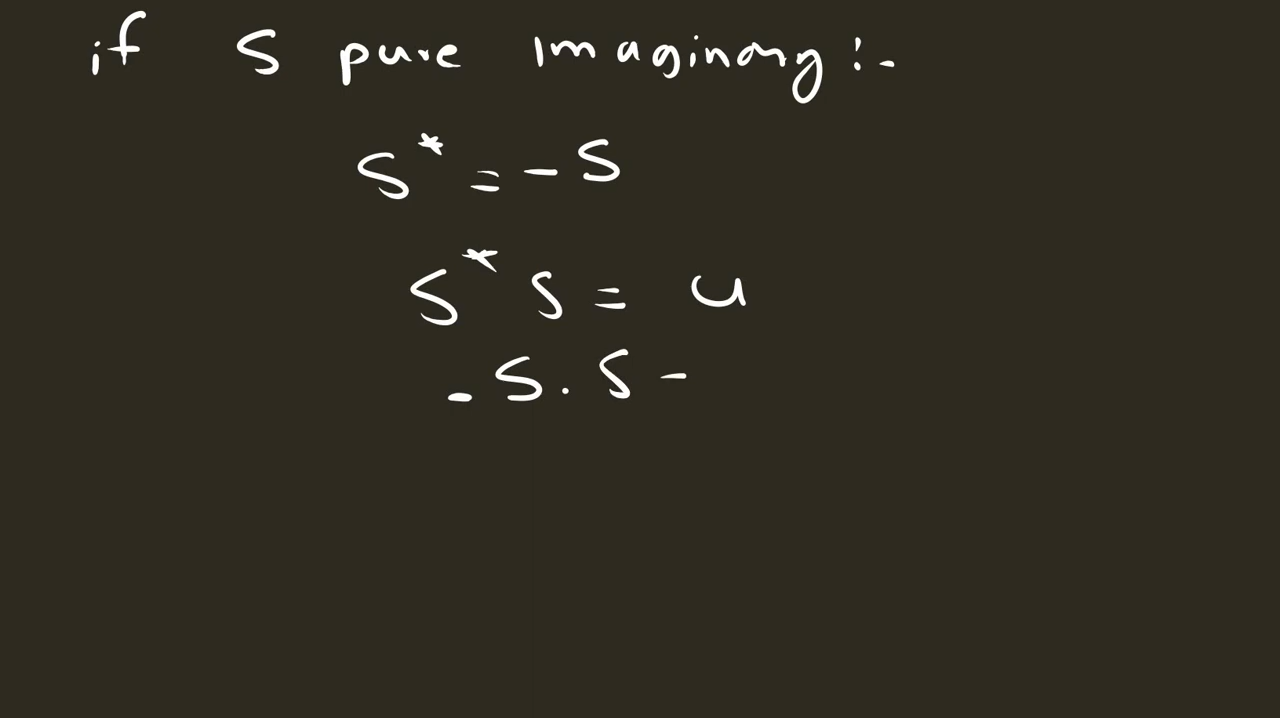 if S pure Imaginary :-
S* = - S
S* S = u
- S . S -